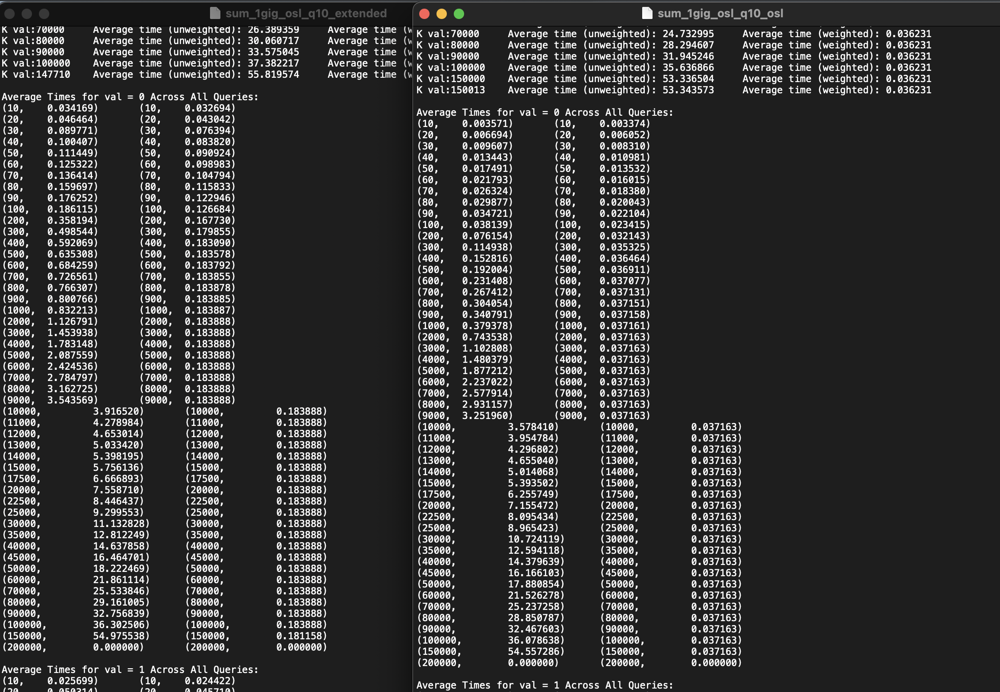 sum_1gig_osl_q10_extended
K val:70000 Average time (unweighted): 26.389359 Average time (w
K val:80000 Average time (unweighted): 30.060717 Average time (w
K val:90000 Average time (unweighted): 33.575045 Average time (w
K val:100000 Average time (unweighted): 37.382217 Average time (w
K val:147710 Average time (unweighted): 55.819574 Average time (w
Average Times for val = 0 Across All Queries:
(10, 0.034169) (10, 0.032694)
(20, 0.046464) (20, 0.043042)
(30, 0.089771) (30, 0.076394)
(40, 0.100407) (40, 0.083820)
(50, 0.111449) (50, 0.090924)
(60, 0.125322) (60, 0.098983)
(70, 0.136414) (70, 0.104794)
(80, 0.159697) (80, 0.115833)
(90, 0.176252) (90, 0.122946)
(100, 0.186115) (100, 0.126684)
(200, 0.358194) (200, 0.167730)
(300, 0.498544) (300, 0.179855)
(400, 0.592069) (400, 0.183090)
(500, 0.635308) (500, 0.183578)
(600, 0.684259) (600, 0.183792)
(700, 0.726561) (700, 0.183855)
(800, 0.766307) (800, 0.183878)
(900, 0.800766) (900, 0.183885)
(1000, 0.832213) (1000, 0.183887)
(2000, 1.126791) (2000, 0.183888)
(3000, 1.453938) (3000, 0.183888)
(4000, 1.783148) (4000, 0.183888)
(5000, 2.087559) (5000, 0.183888)
(6000, 2.424536) (6000, 0.183888)
(7000, 2.784797) (7000, 0.183888)
(8000, 3.162725) (8000, 0.183888)
(9000, 3.543569) (9000, 0.183888)
(10000, 3.916520) (10000, 0.183888)
(11000, 4.278984) (11000, 0.183888)
(12000, 4.653014) (12000, 0.183888)
(13000, 5.033420) (13000, 0.183888)
(14000, 5.398195) (14000, 0.183888)
(15000, 5.756136) (15000, 0.183888)
(17500, 6.666893) (17500, 0.183888)
(20000, 7.558710) (20000, 0.183888)
(22500, 8.446437) (22500, 0.183888)
(25000, 9.299553) (25000, 0.183888)
(30000, 11.132828) (30000, 0.183888)
(35000, 12.812249) (35000, 0.183888)
(40000, 14.637858) (40000, 0.183888)
(45000, 16.464701) (45000, 0.183888)
(50000, 18.222469) (50000, 0.183888)
(60000, 21.861114) (60000, 0.183888)
(70000, 25.533846) (70000, 0.183888)
(80000, 29.161005) (80000, 0.183888)
(90000, 32.756839) (90000, 0.183888)
(100000, 36.302506) (100000, 0.183888)
(150000, 54.975538) (150000, 0.181158)
(200000, 0.000000) (200000, 0.000000)
Average Times for val = 1 Across All Queries:
(10, 0.025699) (10, 0.024422)
(20, 0.050314) (20, 0.045710)
sum_1gig_osl_q10_osl
K val:70000 Average time (unweighted): 24.732995 Average time (weighted): 0.036231
K val:80000 Average time (unweighted): 28.294607 Average time (weighted): 0.036231
K val:90000 Average time (unweighted): 31.945246 Average time (weighted): 0.036231
K val:100000 Average time (unweighted): 35.636866 Average time (weighted): 0.036231
K val:150000 Average time (unweighted): 53.336504 Average time (weighted): 0.036231
K val:150013 Average time (unweighted): 53.343573 Average time (weighted): 0.036231
Average Times for val = 0 Across All Queries:
(10, 0.003571) (10, 0.003374)
(20, 0.006694) (20, 0.006052)
(30, 0.009607) (30, 0.008310)
(40, 0.013443) (40, 0.010981)
(50, 0.017491) (50, 0.013532)
(60, 0.021793) (60, 0.016015)
(70, 0.026324) (70, 0.018380)
(80, 0.029877) (80, 0.020043)
(90, 0.034721) (90, 0.022104)
(100, 0.038139) (100, 0.023415)
(200, 0.076154) (200, 0.032143)
(300, 0.114938) (300, 0.035325)
(400, 0.152816) (400, 0.036464)
(500, 0.192004) (500, 0.036911)
(600, 0.231408) (600, 0.037077)
(700, 0.267412) (700, 0.037131)
(800, 0.304054) (800, 0.037151)
(900, 0.340791) (900, 0.037158)
(1000, 0.379378) (1000, 0.037161)
(2000, 0.743538) (2000, 0.037163)
(3000, 1.102808) (3000, 0.037163)
(4000, 1.480379) (4000, 0.037163)
(5000, 1.877212) (5000, 0.037163)
(6000, 2.237022) (6000, 0.037163)
(7000, 2.577914) (7000, 0.037163)
(8000, 2.931157) (8000, 0.037163)
(9000, 3.251960) (9000, 0.037163)
(10000, 3.578410) (10000, 0.037163)
(11000, 3.954784) (11000, 0.037163)
(12000, 4.296802) (12000, 0.037163)
(13000, 4.655040) (13000, 0.037163)
(14000, 5.014068) (14000, 0.037163)
(15000, 5.393502) (15000, 0.037163)
(17500, 6.255749) (17500, 0.037163)
(20000, 7.155472) (20000, 0.037163)
(22500, 8.095434) (22500, 0.037163)
(25000, 8.965423) (25000, 0.037163)
(30000, 10.724119) (30000, 0.037163)
(35000, 12.594118) (35000, 0.037163)
(40000, 14.379639) (40000, 0.037163)
(45000, 16.166103) (45000, 0.037163)
(50000, 17.880854) (50000, 0.037163)
(60000, 21.526278) (60000, 0.037163)
(70000, 25.237258) (70000, 0.037163)
(80000, 28.850787) (80000, 0.037163)
(90000, 32.467603) (90000, 0.037163)
(100000, 36.078638) (100000, 0.037163)
(150000, 54.557286) (150000, 0.037163)
(200000, 0.000000) (200000, 0.000000)
Average Times for val = 1 Across All Queries: